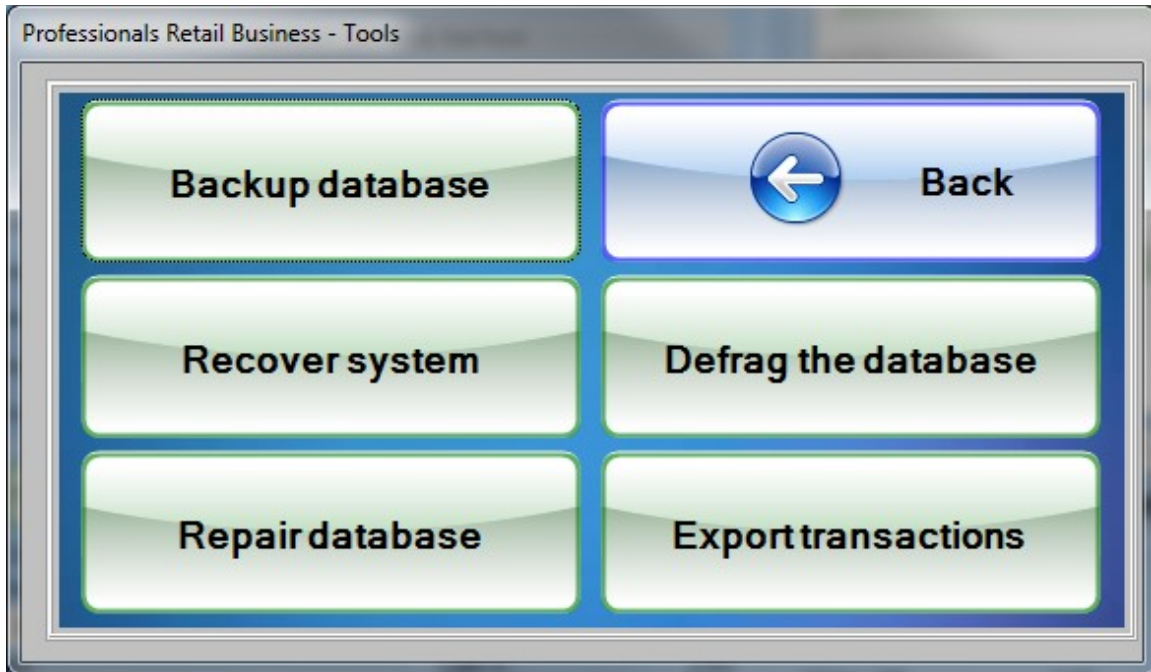 Professionals Retail Business - Tools
Backup database
Back
Recover system
Defrag the database
Repair database
Export transactions